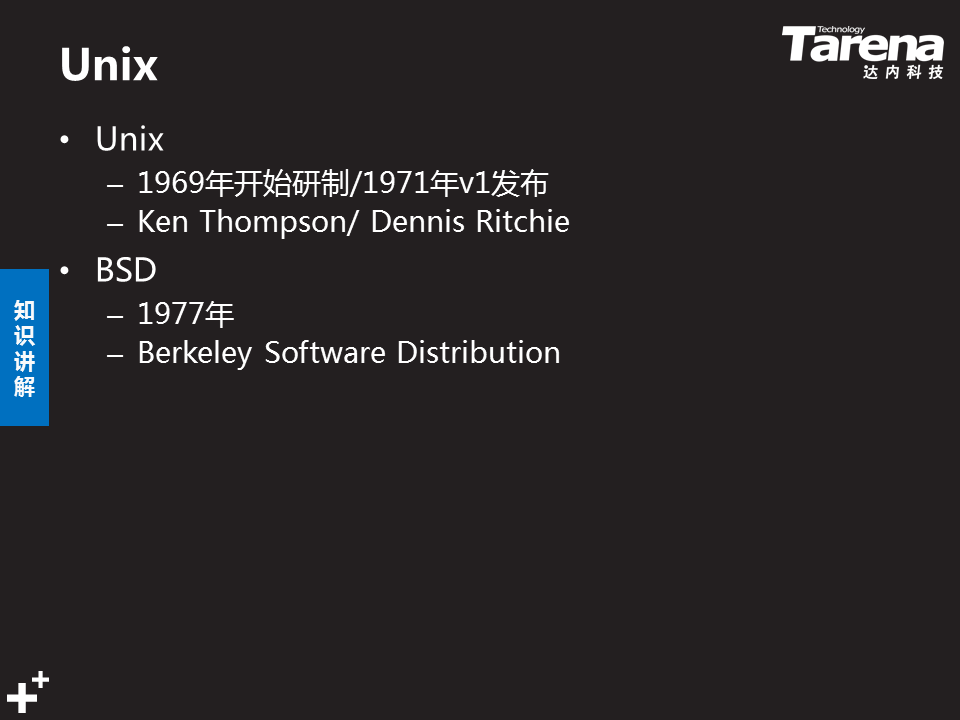 Unix
Technology
Tarena
达内科技
• Unix
– 1969年开始研制/1971年v1发布
– Ken Thompson/ Dennis Ritchie
• BSD
– 1977年
– Berkeley Software Distribution
知
识
讲
解